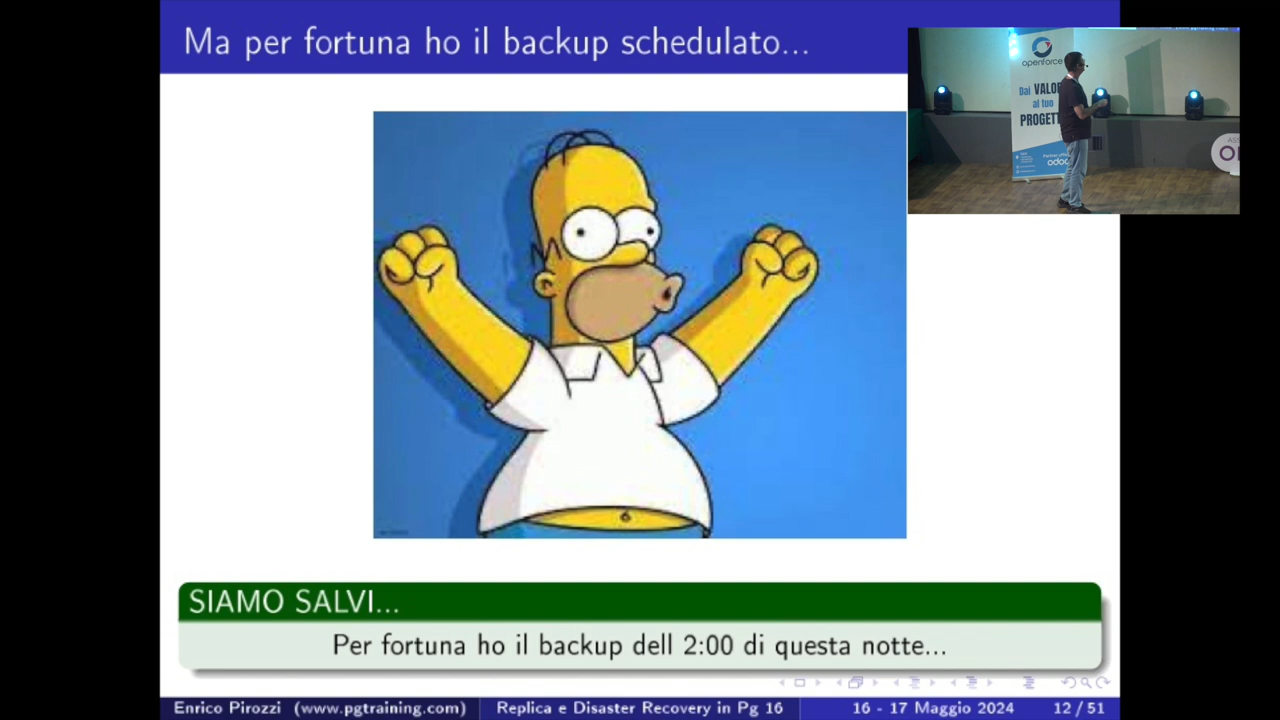 Ma per fortuna ho il backup schedulato...
openforce
Dai VALO
al tuo
PROGETT
odoo
SIAMO SALVI...
Per fortuna ho il backup dell 2:00 di questa notte...
Enrico Pirozzi (www.pgtraining.com)
Replica e Disaster Recovery in Pg 16
16 - 17 Maggio 2024
12 / 51